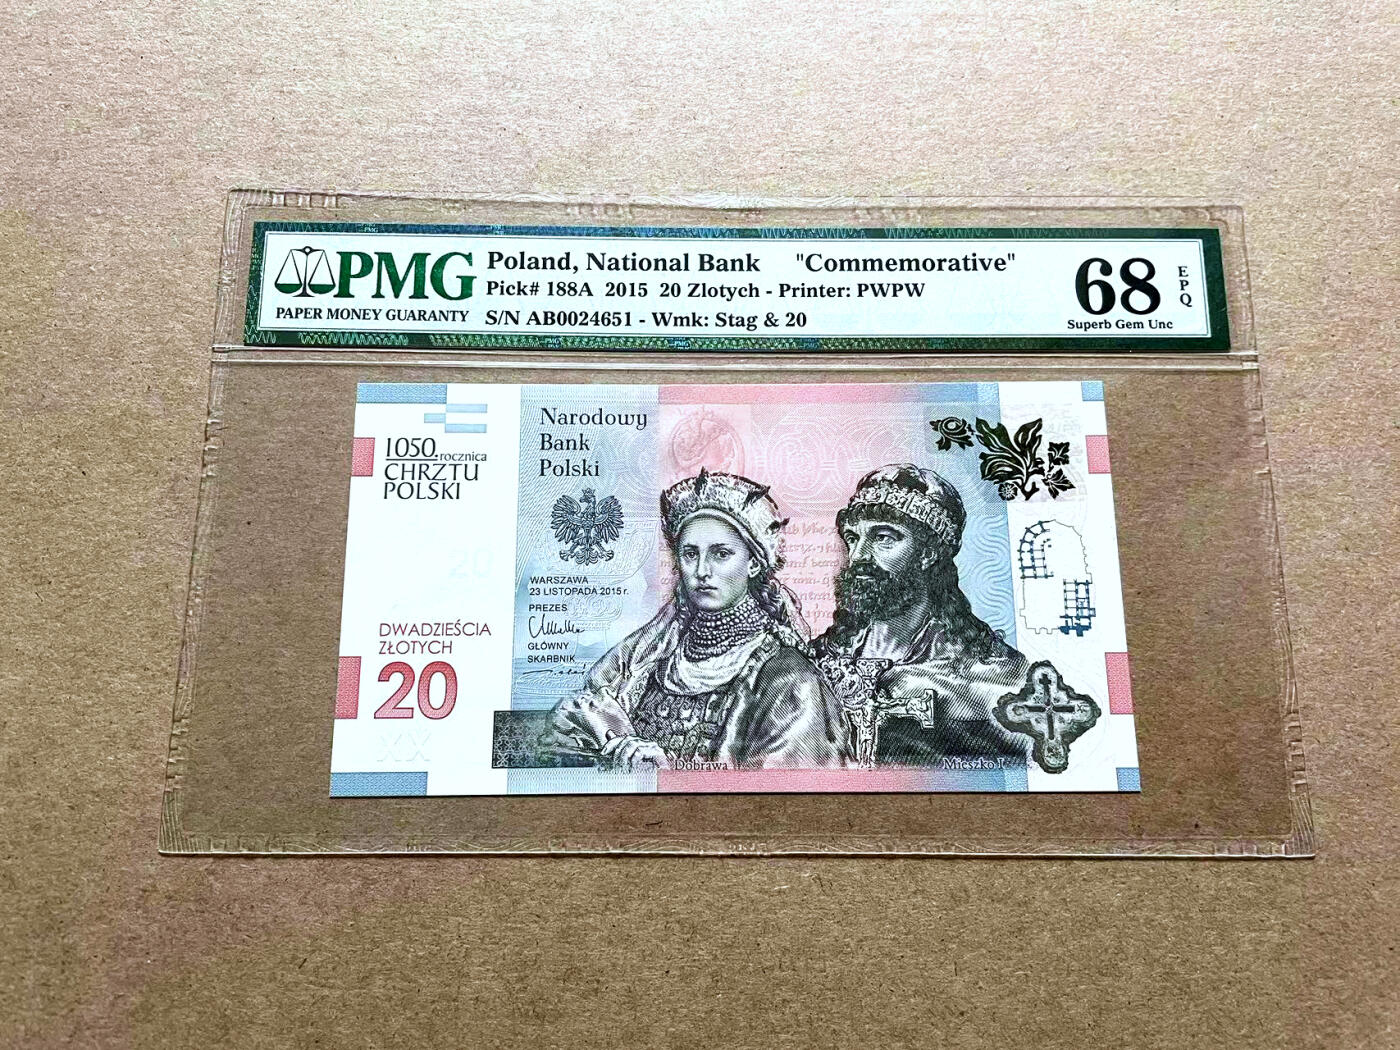 PMG
PAPER MONEY GUARANTY
Poland, National Bank "Commemorative"
Pick# 188A 2015 20 Zlotych - Printer: PWPW
S/N AB0024651 - Wmk: Stag & 20
68
EPQ
Superb Gem Unc
1050. rocznica
CHRZTU
POLSKI
Narodowy
Bank
Polski
WARSZAWA
23 LISTOPADA 2015 r.
PREZES
GŁÓWNY
SKARBNIK
20
DWADZIEŚCIA
ZŁOTYCH
20
XX
Dobrawa
Mieszko I